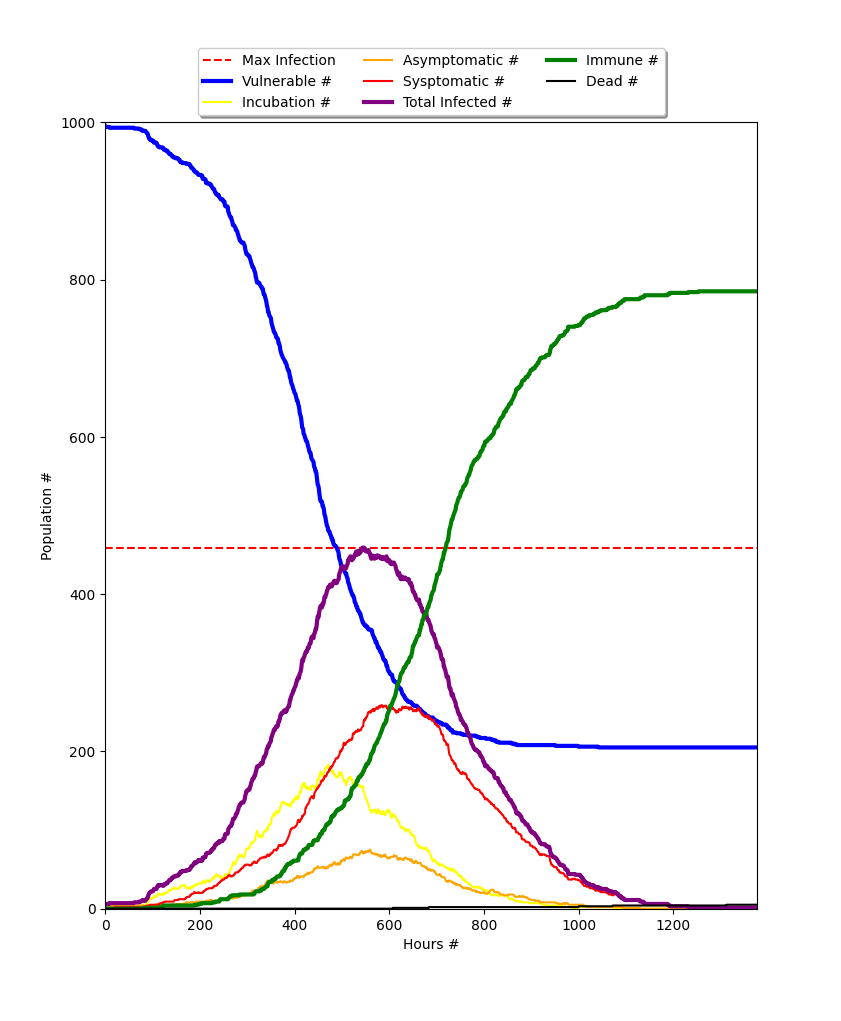 Max Infection Asymptomatic # Immune #
Vulnerable # Sysptomatic # Dead #
Incubation # Total Infected #
1000
800
600
400
200
0
Population #
0 200 400 600 800 1000 1200
Hours #